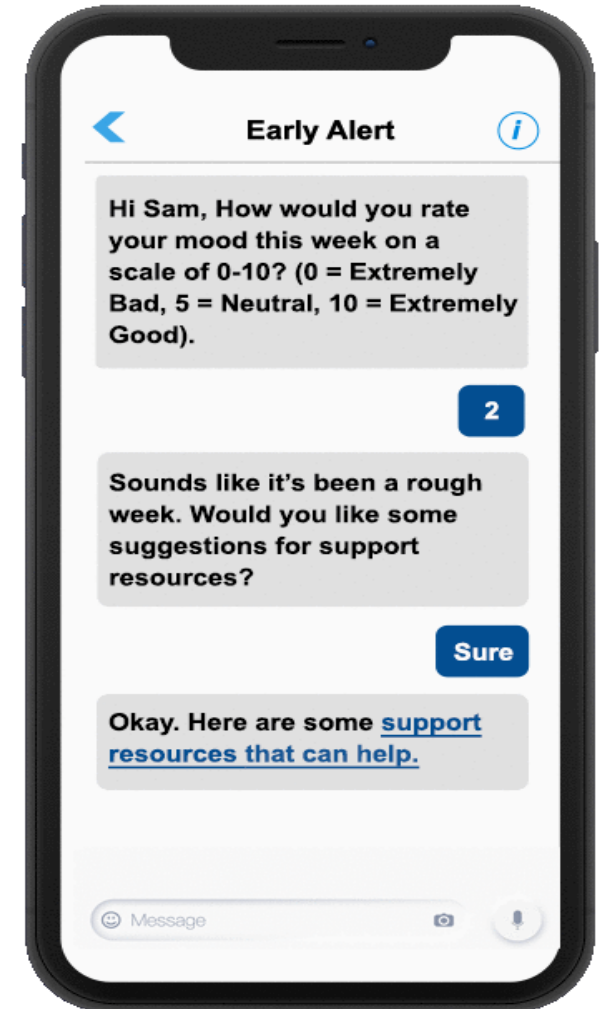 Early Alert
i
Hi Sam, How would you rate
your mood this week on a
scale of 0-10? (0 = Extremely
Bad, 5 = Neutral, 10 = Extremely
Good).
2
Sounds like it’s been a rough
week. Would you like some
suggestions for support
resources?
Sure
Okay. Here are some support
resources that can help.
Message